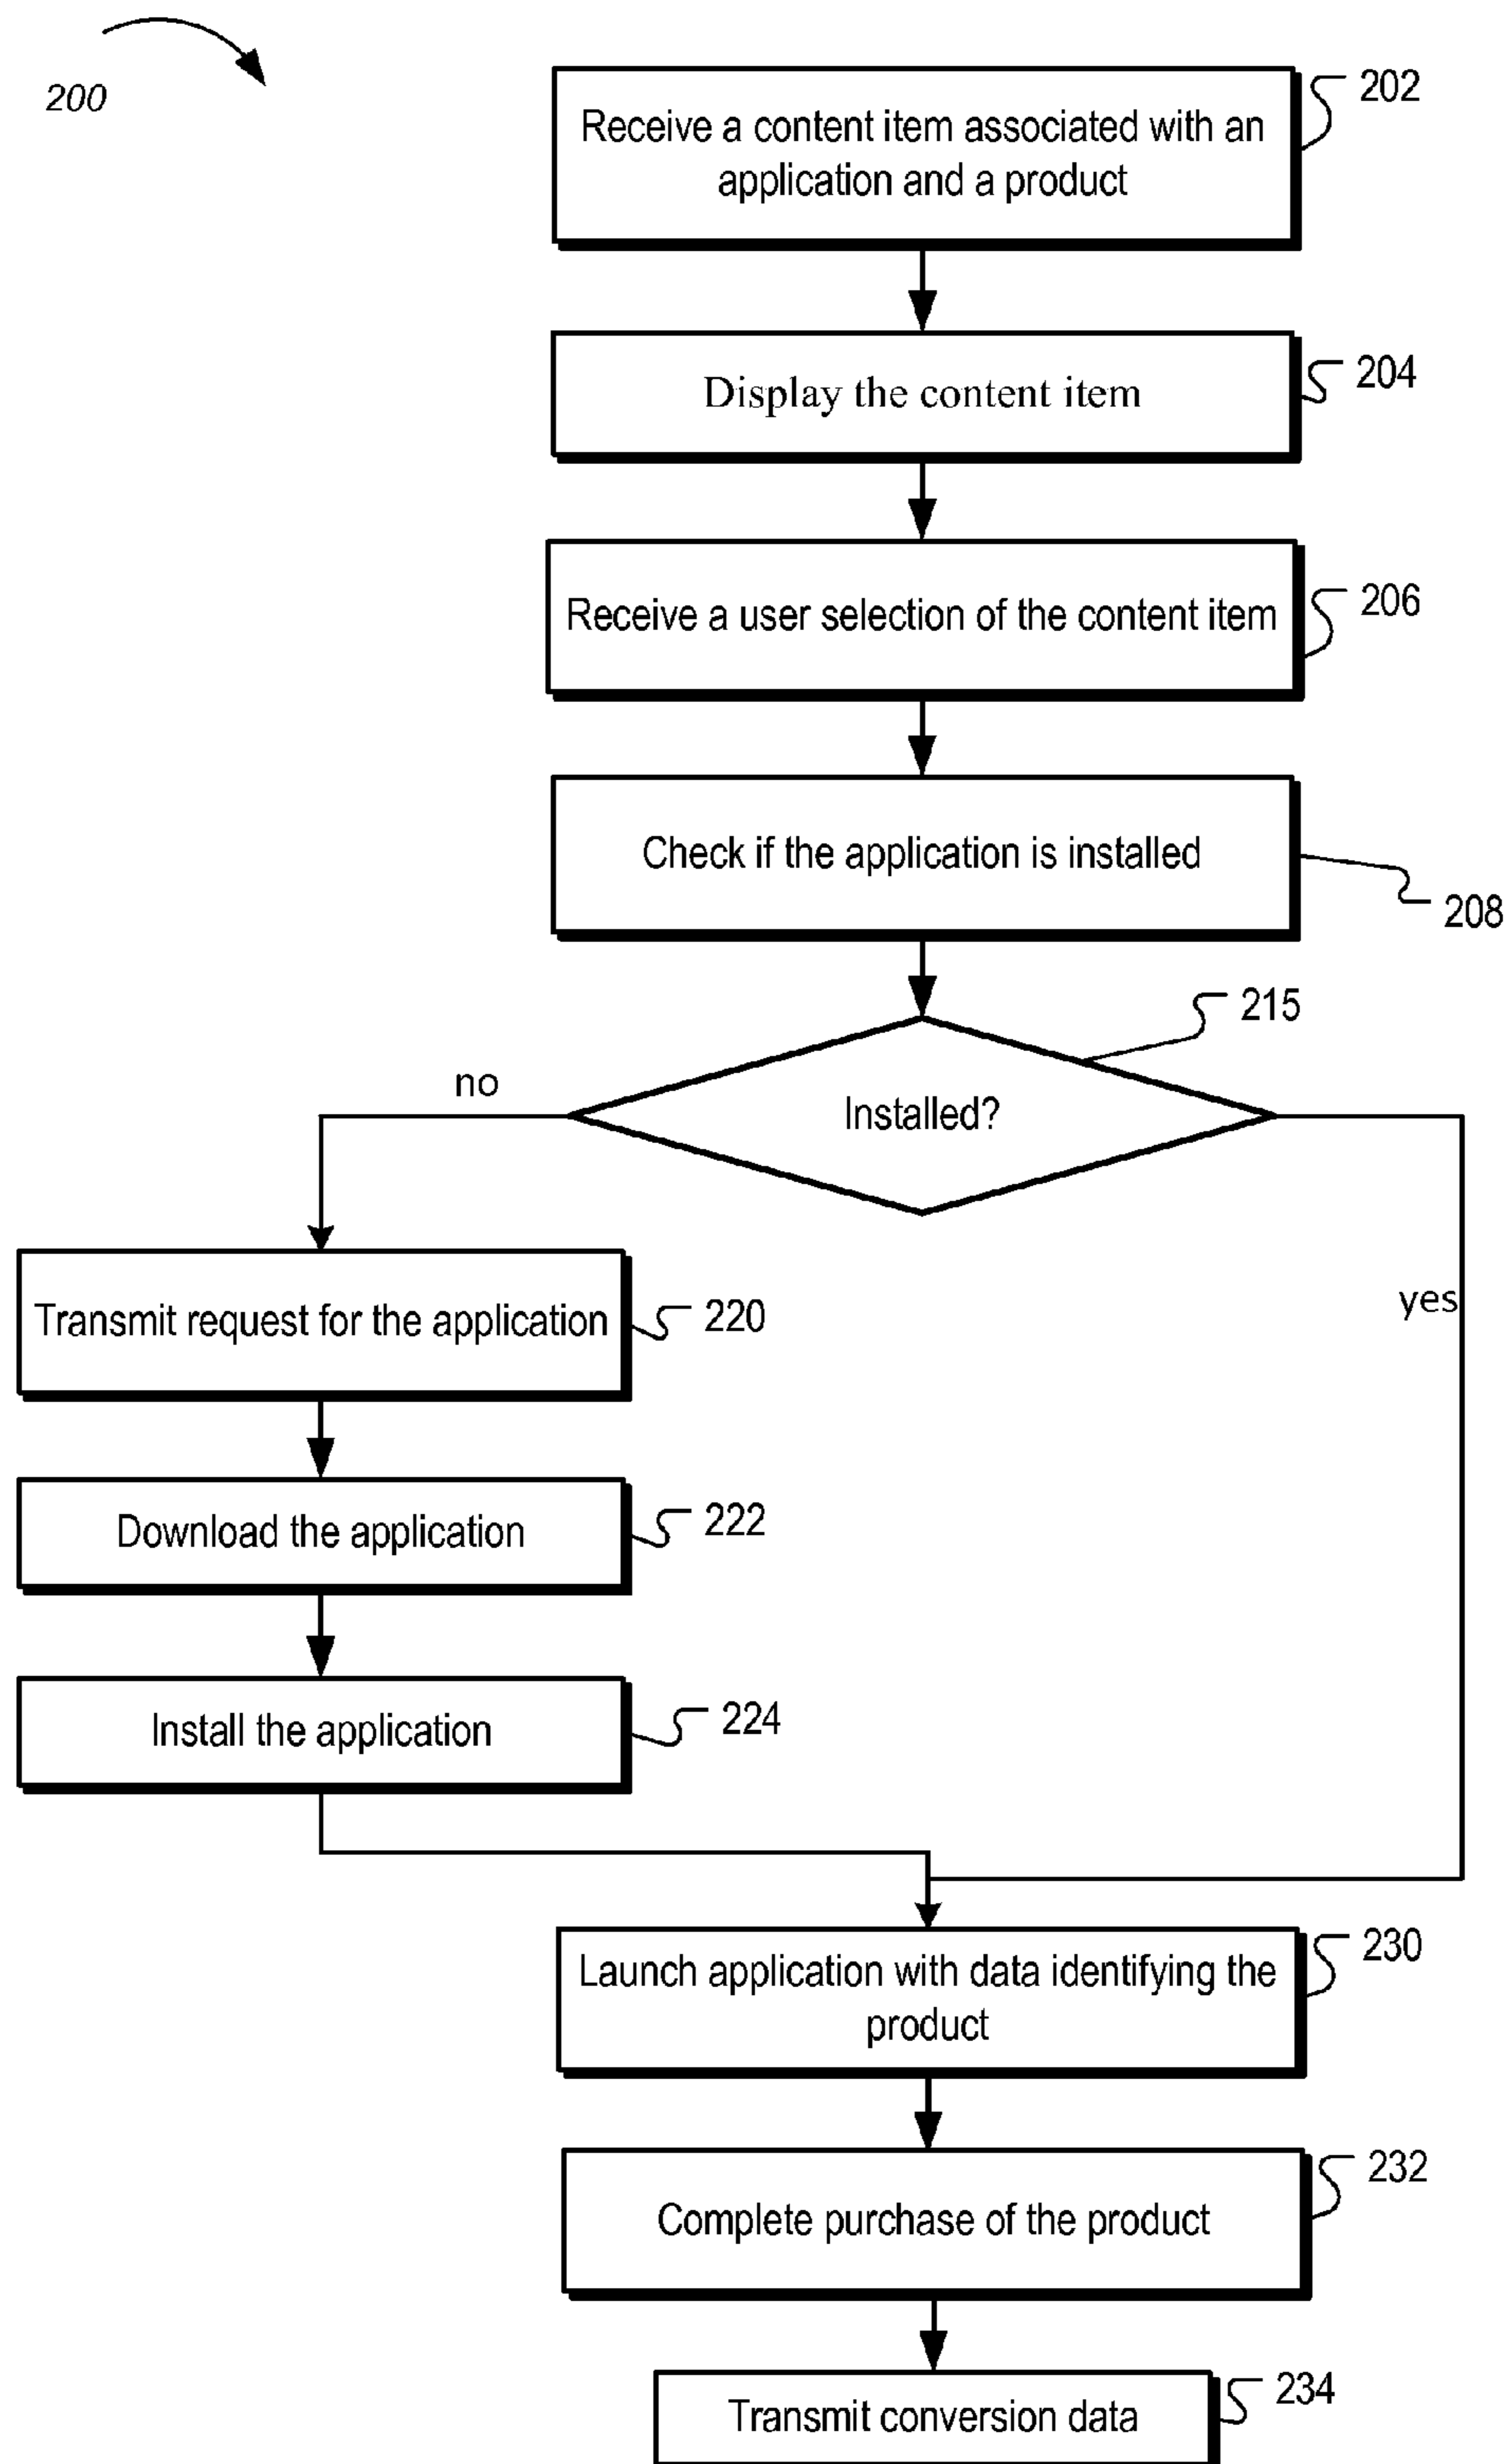 200
Receive a content item associated with an
application and a product
202
Display the content item
204
Receive a user selection of the content item
206
Check if the application is installed
208
215
Installed?
no
yes
Transmit request for the application
220
Download the application
222
Install the application
224
Launch application with data identifying the
product
230
Complete purchase of the product
232
Transmit conversion data
234